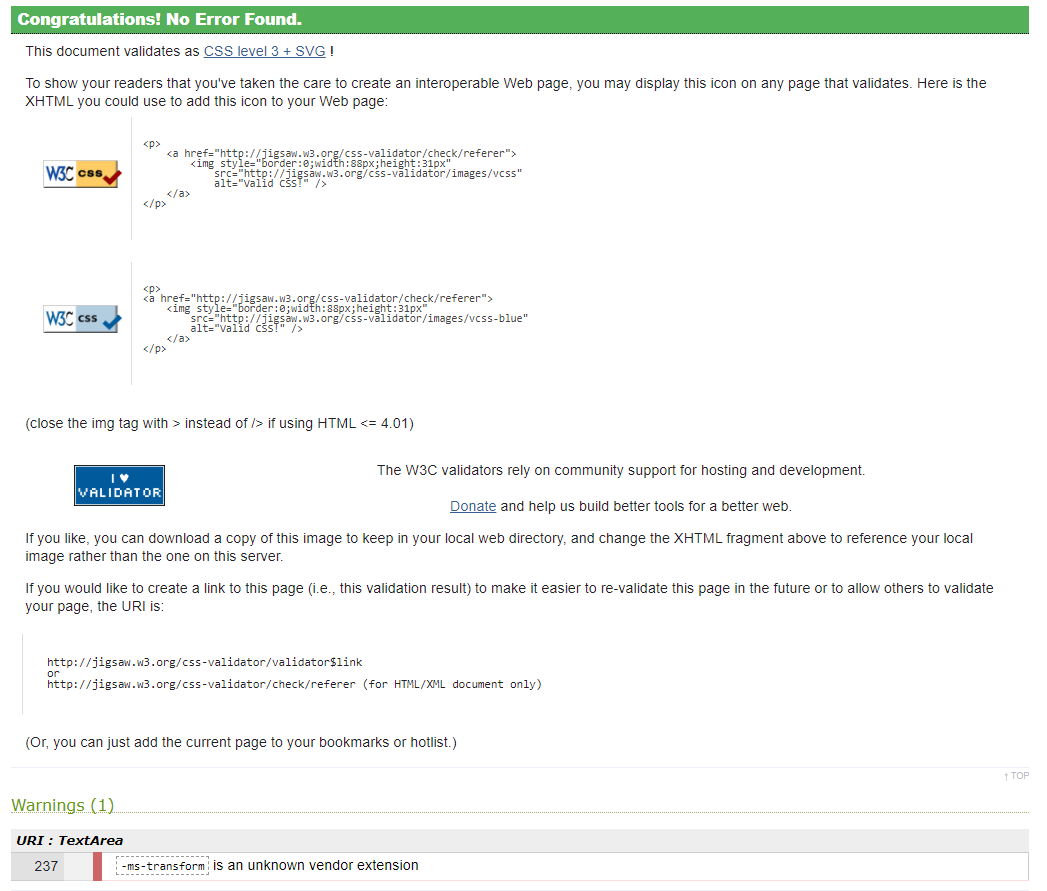 Congratulations! No Error Found.
This document validates as CSS level 3 + SVG !
To show your readers that you've taken the care to create an interoperable Web page, you may display this icon on any page that validates. Here is the
XHTML you could use to add this icon to your Web page:
W3C css
<p>
<a href="http://jigsaw.w3.org/css-validator/check/referer">
<img style="border:0;width:88px;height:31px"
src="http://jigsaw.w3.org/css-validator/images/vcss"
alt="Valid CSS!" />
</a>
</p>
W3C css
<p>
<a href="http://jigsaw.w3.org/css-validator/check/referer">
<img style="border:0;width:88px;height:31px"
src="http://jigsaw.w3.org/css-validator/images/vcss-blue"
alt="Valid CSS!" />
</a>
</p>
(close the img tag with > instead of /> if using HTML <= 4.01)
I ♥
VALIDATOR
The W3C validators rely on community support for hosting and development.
Donate and help us build better tools for a better web.
If you like, you can download a copy of this image to keep in your local web directory, and change the XHTML fragment above to reference your local
image rather than the one on this server.
If you would like to create a link to this page (i.e., this validation result) to make it easier to re-validate this page in the future or to allow others to validate
your page, the URI is:
http://jigsaw.w3.org/css-validator/validator$link
or
http://jigsaw.w3.org/css-validator/check/referer (for HTML/XML document only)
(Or, you can just add the current page to your bookmarks or hotlist.)
↑ TOP
Warnings (1)
URI : TextArea
237 -ms-transform is an unknown vendor extension